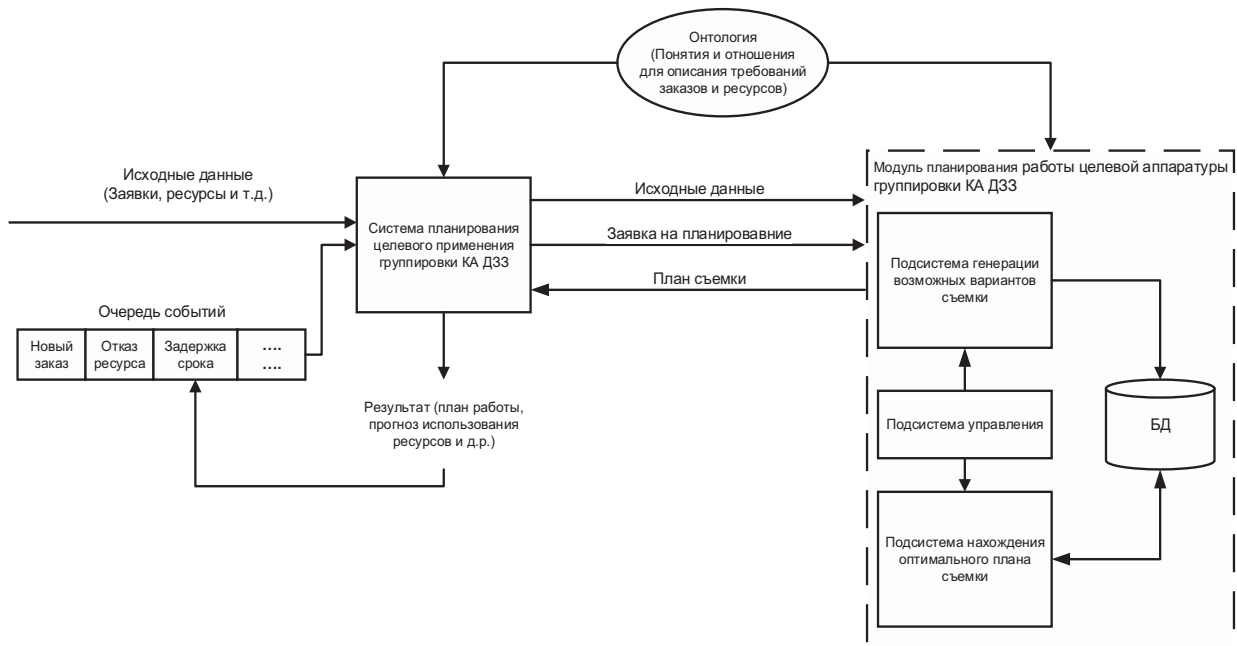 Онтология
(Понятия и отношения
для описания требований
заказов и ресурсов)
Исходные данные
(Заявки, ресурсы и т.д.)
Система планирования
целевого применения
группировки КА ДЗЗ
Исходные данные
Заявка на планировавние
План съемки
Модуль планирования работы целевой аппаратуры
группировки КА ДЗЗ
Подсистема генерации
возможных вариантов
съемки
Очередь событий
Новый
заказ
Отказ
ресурса
Задержка
срока
....
....
Результат (план работы,
прогноз использования
ресурсов и д.р.)
Подсистема управления
БД
Подсистема нахождения
оптимального плана
съемки